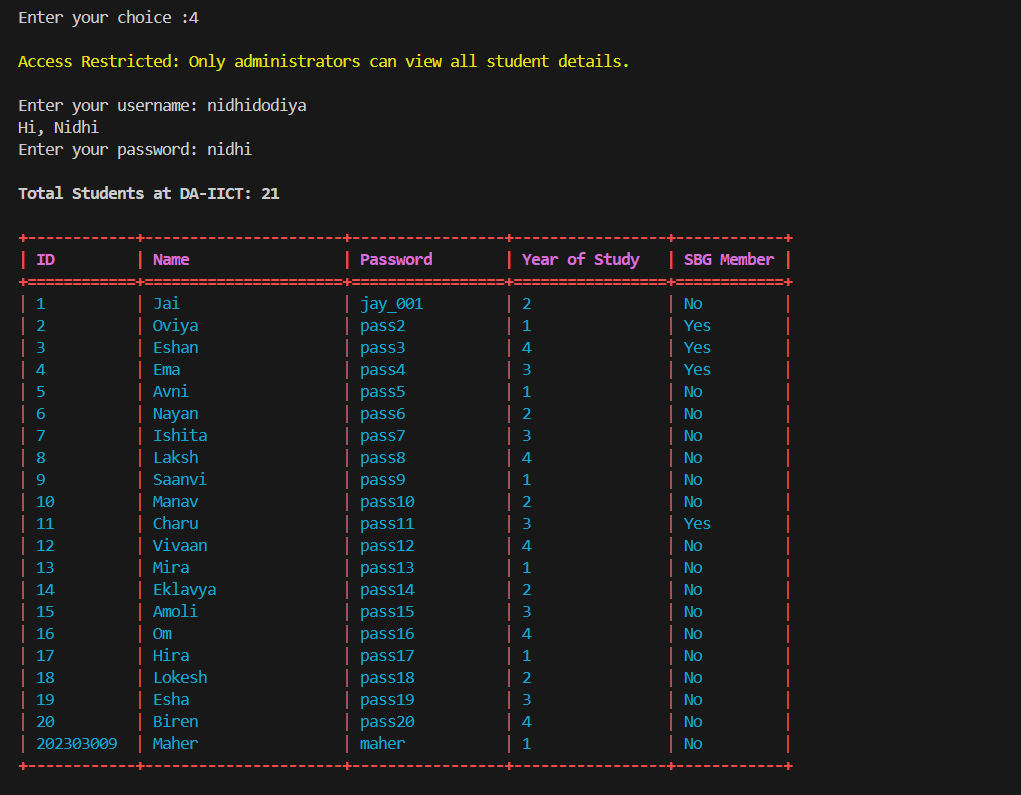 Enter your choice :4
Access Restricted: Only administrators can view all student details.
Enter your username: nidhidodiya
Hi, Nidhi
Enter your password: nidhi
Total Students at DA-IICT: 21
+------------+----------------------+-----------------+-----------------+------------+
| ID | Name | Password | Year of Study | SBG Member |
+============+======================+=================+=================+============+
| 1 | Jai | jay_001 | 2 | No |
| 2 | Oviya | pass2 | 1 | Yes |
| 3 | Eshan | pass3 | 4 | Yes |
| 4 | Ema | pass4 | 3 | Yes |
| 5 | Avni | pass5 | 1 | No |
| 6 | Nayan | pass6 | 2 | No |
| 7 | Ishita | pass7 | 3 | No |
| 8 | Laksh | pass8 | 4 | No |
| 9 | Saanvi | pass9 | 1 | No |
| 10 | Manav | pass10 | 2 | No |
| 11 | Charu | pass11 | 3 | Yes |
| 12 | Vivaan | pass12 | 4 | No |
| 13 | Mira | pass13 | 1 | No |
| 14 | Eklavya | pass14 | 2 | No |
| 15 | Amoli | pass15 | 3 | No |
| 16 | Om | pass16 | 4 | No |
| 17 | Hira | pass17 | 1 | No |
| 18 | Lokesh | pass18 | 2 | No |
| 19 | Esha | pass19 | 3 | No |
| 20 | Biren | pass20 | 4 | No |
| 202303009 | Maher | maher | 1 | No |
+------------+----------------------+-----------------+-----------------+------------+